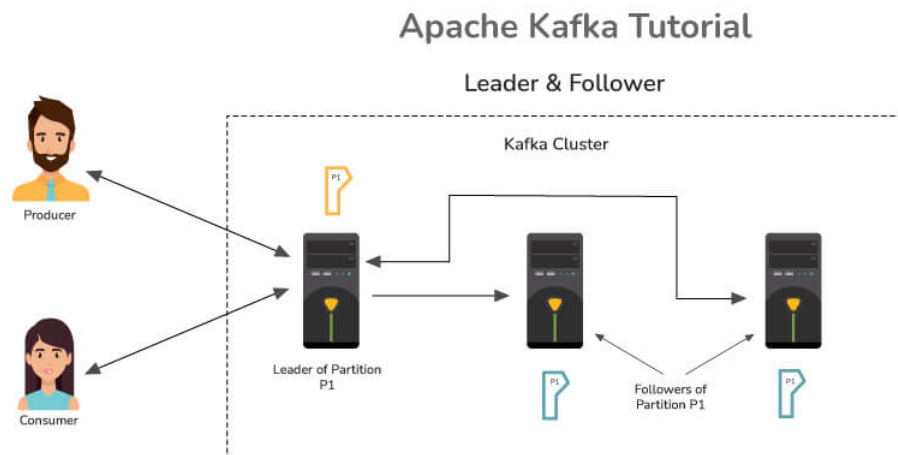 Apache Kafka Tutorial
Leader & Follower
Kafka Cluster
P1
Producer
Leader of Partition
P1
P1
Followers of
Partition P1
P1
Consumer